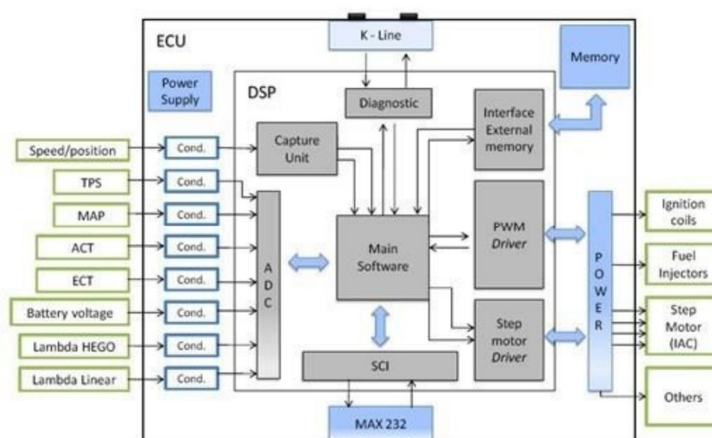 ECU
K - Line
Memory
Power
Supply
DSP
Diagnostic
Interface
External
memory
Capture
Unit
Speed/position
Cond.
TPS
Cond.
MAP
Cond.
ACT
Cond.
ECT
Cond.
Battery voltage
Cond.
Lambda HEGO
Cond.
Lambda Linear
Cond.
A
D
C
Main
Software
PWM
Driver
Step
motor
Driver
SCI
MAX 232
P
O
W
E
R
Ignition
coils
Fuel
Injectors
Step
Motor
(IAC)
Others